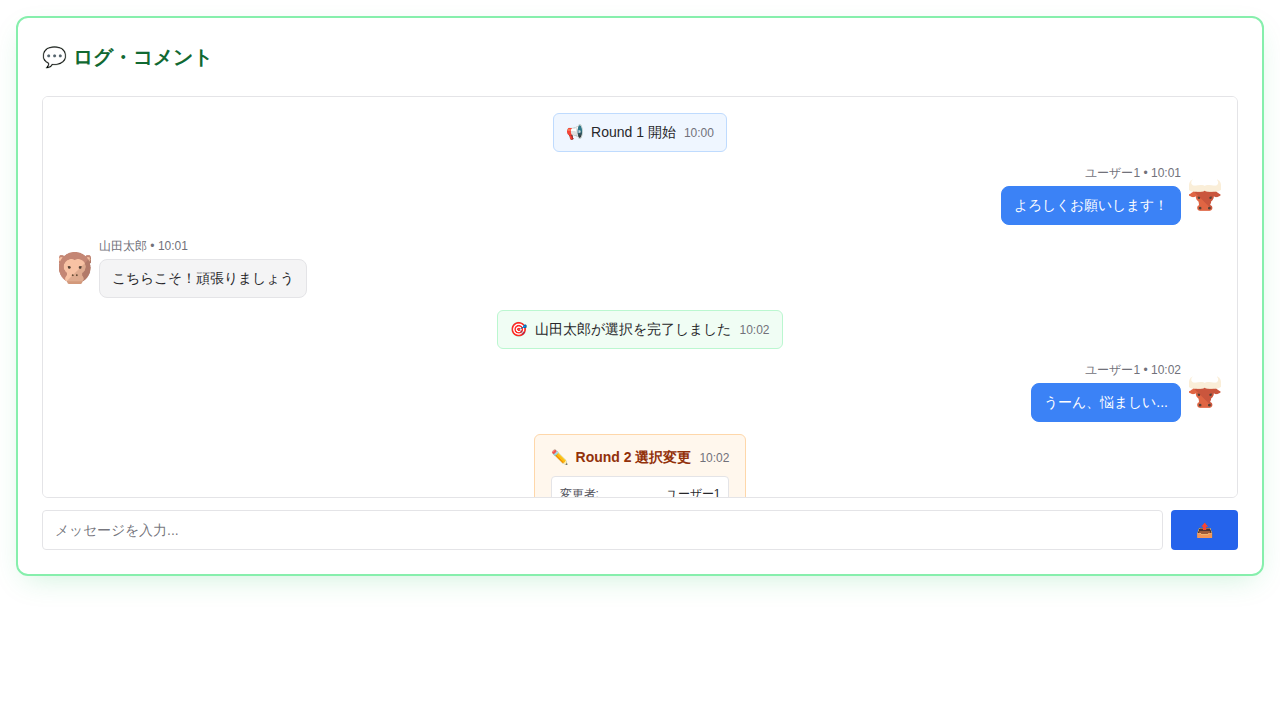 💬 ログ・コメント
📢 Round 1 開始 10:00
ユーザー1 • 10:01
よろしくお願いします！
山田太郎 • 10:01
こちらこそ！頑張りましょう
🎯 山田太郎が選択を完了しました 10:02
ユーザー1 • 10:02
うーん、悩ましい...
✏️ Round 2 選択変更 10:02
変更者: ユーザー1
メッセージを入力...